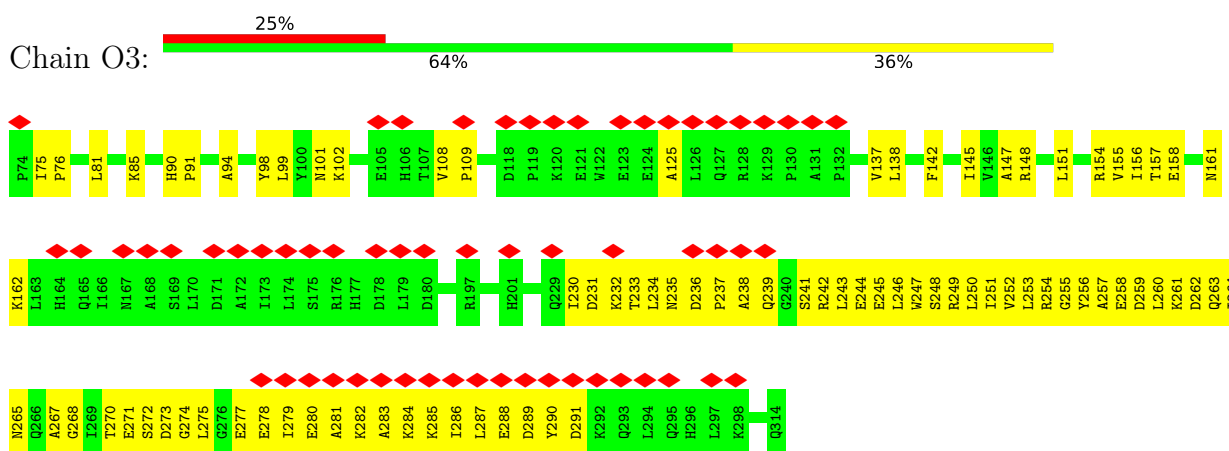 25%
Chain O3:
64% 36%
P74 I75 P76 L81 K85 H90 P91 A94 Y98 L99 Y100 N101 K102 E105 H106 T107 V108 P109 D118 P119 K120 E121 W122 E123 E124 A125 L126 Q127 R128 K129 P130 A131 P132 V137 L138 F142 I145 V146 A147 R148 L151 R154 V155 I156 T157 E158 N161
K162 L163 H164 Q165 I166 N167 A168 S169 L170 D171 A172 I173 L174 S175 R176 H177 D178 L179 D180 R197 H201 Q229 I230 D231 K232 T233 L234 N235 D236 P237 A238 Q239 G240 S241 R242 L243 E244 E245 L246 W247 S248 R249 L250 I251 V252 L253 R254 G255 Y256 A257 E258 D259 L260 K261 D262 Q263
N265 Q266 A267 G268 I269 T270 E271 S272 D273 G274 L275 G276 E277 E278 I279 E280 A281 K282 A283 K284 K285 I286 L287 E288 D289 Y290 D291 K292 Q293 L294 Q295 H296 L297 K298 Q314